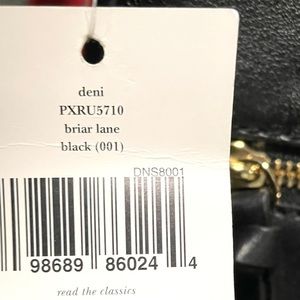 deni
PXRU5710
briar lane
black (001)
DNS8001
98689 86024 4
read the classics